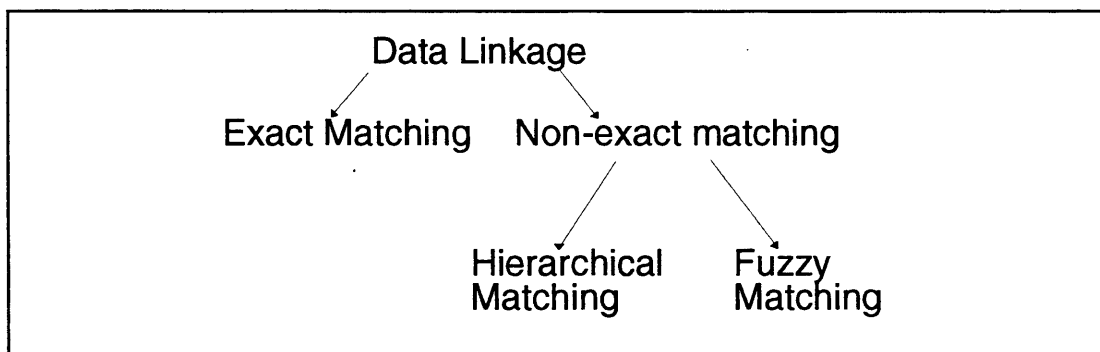 Data Linkage
Exact Matching
Non-exact matching
Hierarchical
Matching
Fuzzy
Matching